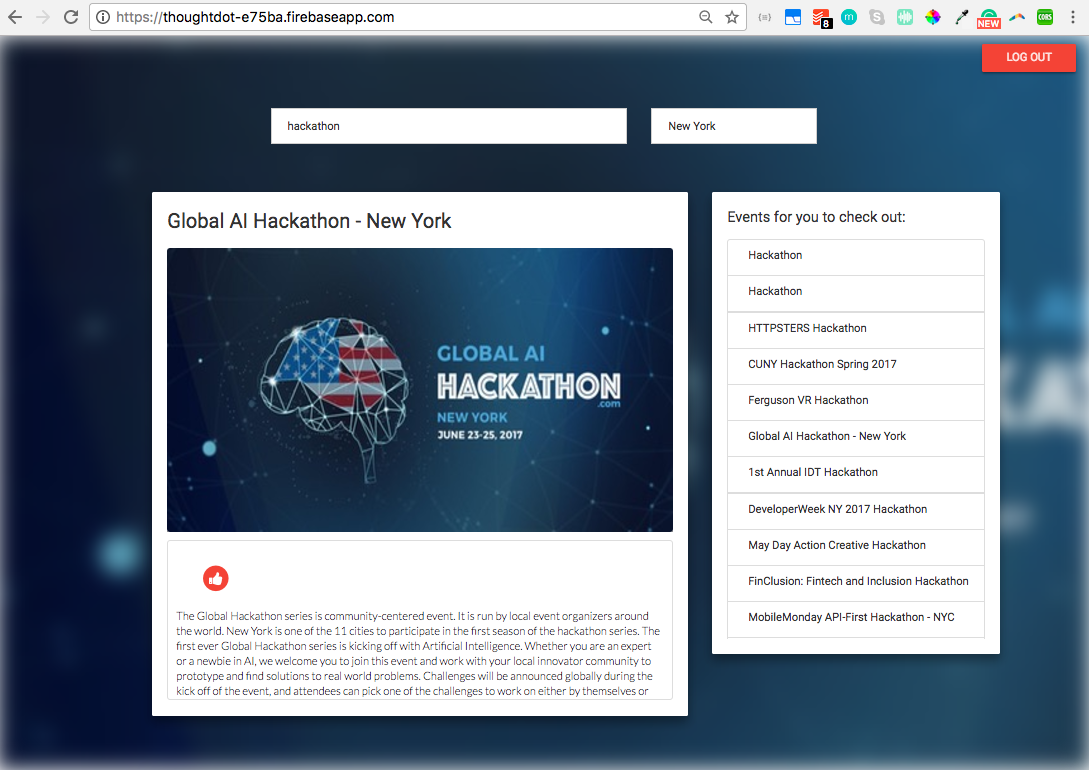 https://thoughtdot-e75ba.firebaseapp.com
8
m
NEW
CORS
LOG OUT
hackathon
New York
Global AI Hackathon - New York
GLOBAL AI
HACKATHON
.com
NEW YORK
JUNE 23-25, 2017
The Global Hackathon series is community-centered event. It is run by local event organizers around
the world. New York is one of the 11 cities to participate in the first season of the hackathon series. The
first ever Global Hackathon series is kicking off with Artificial Intelligence. Whether you are an expert
or a newbie in AI, we welcome you to join this event and work with your local innovator community to
prototype and find solutions to real world problems. Challenges will be announced globally during the
kick off of the event, and attendees can pick one of the challenges to work on either by themselves or
Events for you to check out:
Hackathon
Hackathon
HTTPSTERS Hackathon
CUNY Hackathon Spring 2017
Ferguson VR Hackathon
Global AI Hackathon - New York
1st Annual IDT Hackathon
DeveloperWeek NY 2017 Hackathon
May Day Action Creative Hackathon
FinClusion: Fintech and Inclusion Hackathon
MobileMonday API-First Hackathon - NYC